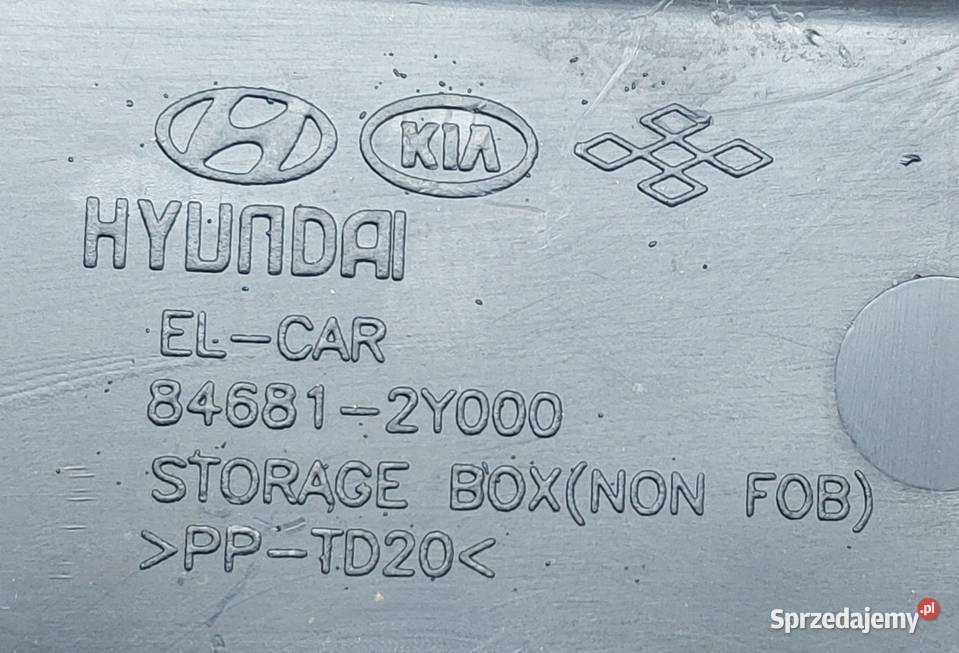 KIA
HYUNDAI
EL-CAR
84681-2Y000
STORAGE BOX(NON FOB)
>PP-TD20<
Sprzedajemy.pl